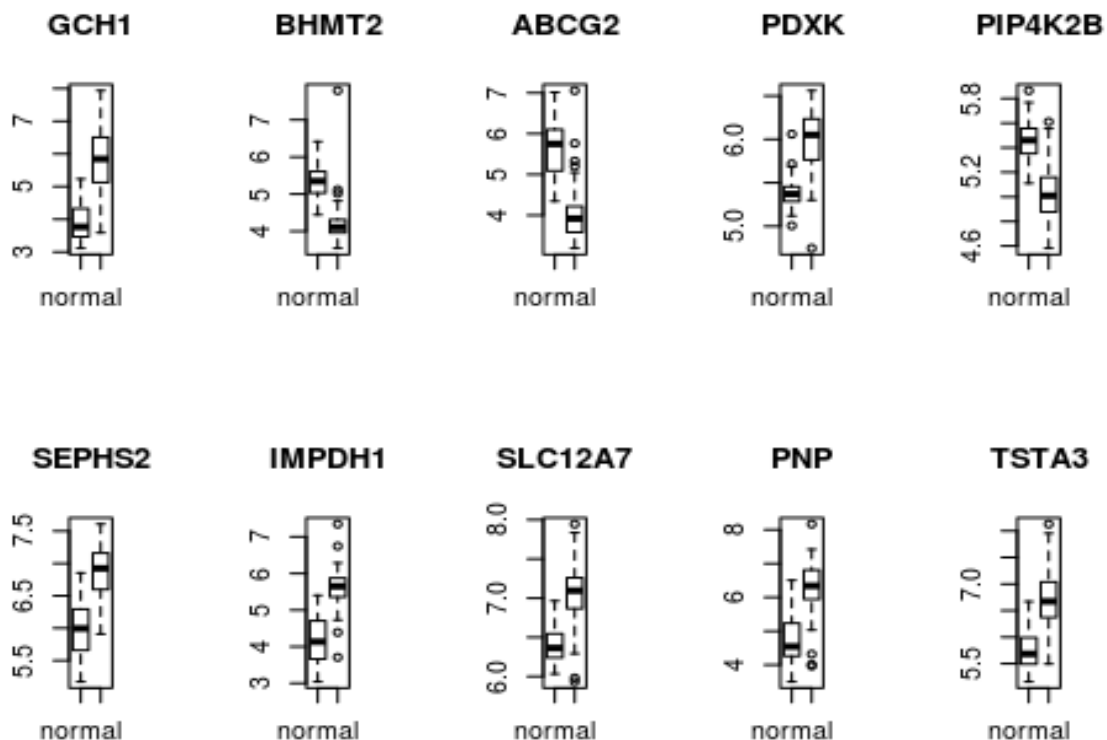 GCH1 BHMT2 ABCG2 PDXK PIP4K2B
3 5 7 4 5 6 7 4 6 7 5.0 6.0 4.6 5.2 5.8
normal normal normal normal normal
SEPHS2 IMPDH1 SLC12A7 PNP TSTA3
5.5 6.5 7.5 3 4 5 6 7 6.0 7.0 8.0 4 6 8 5.5 7.0
normal normal normal normal normal